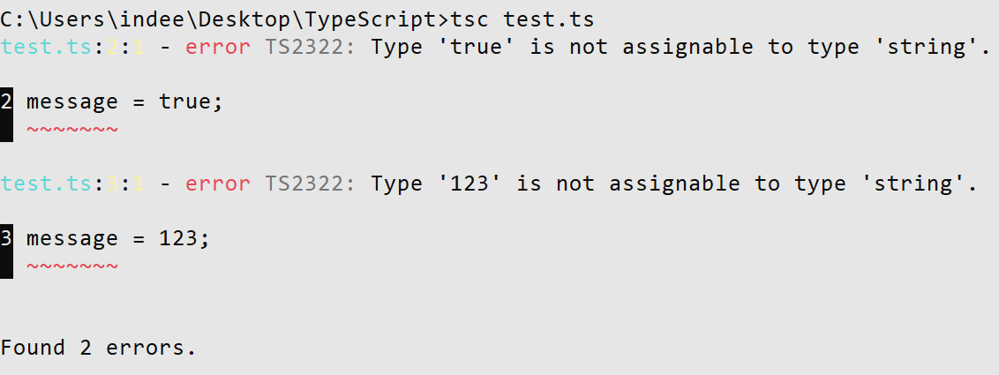 C:\Users\indee\Desktop\TypeScript>tsc test.ts
test.ts:2:1 - error TS2322: Type 'true' is not assignable to type 'string'.
2 message = true;
~~~~~~~
test.ts:3:1 - error TS2322: Type '123' is not assignable to type 'string'.
3 message = 123;
~~~~~~~
Found 2 errors.